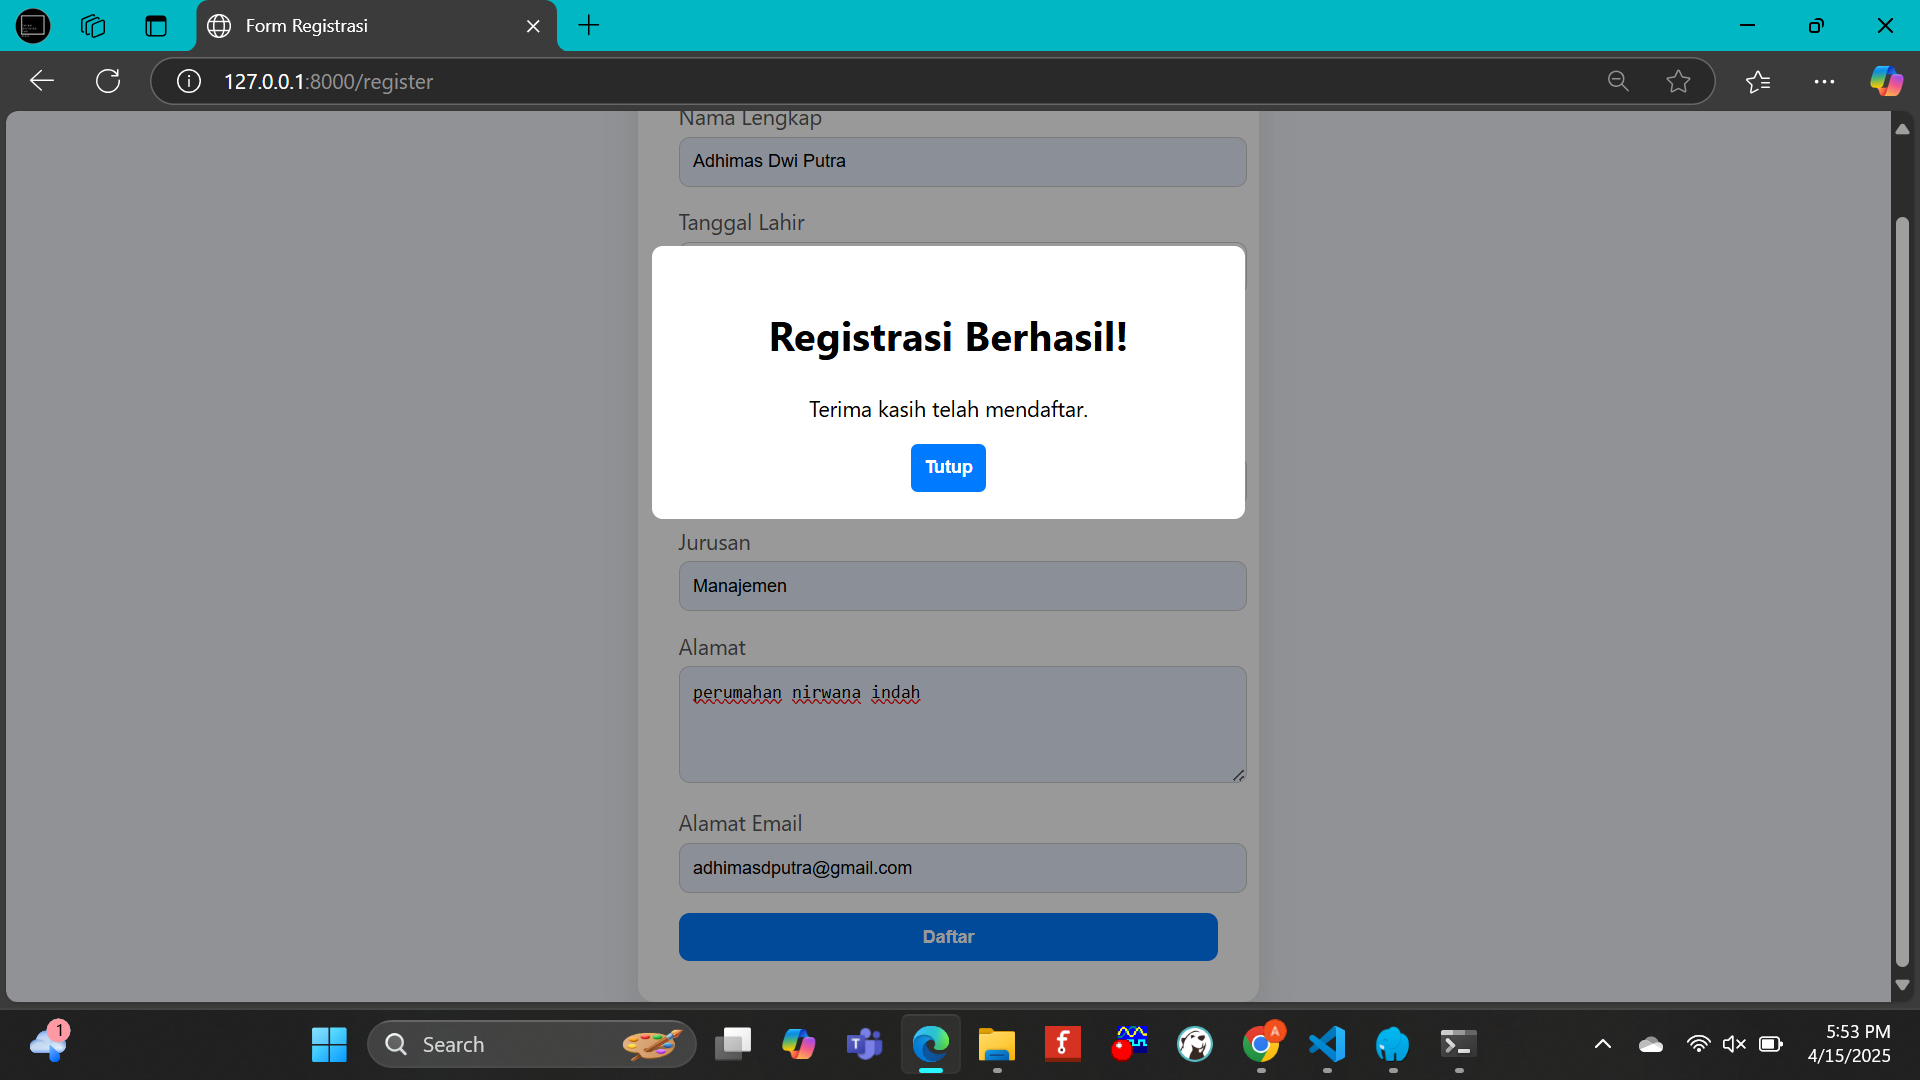 Form Registrasi
127.0.0.1:8000/register
Nama Lengkap
Adhimas Dwi Putra
Tanggal Lahir
Registrasi Berhasil!
Terima kasih telah mendaftar.
Tutup
Jurusan
Manajemen
Alamat
perumahan nirwana indah
Alamat Email
adhimasdputra@gmail.com
Daftar
1
Search
T
f
A
5:53 PM
4/15/2025